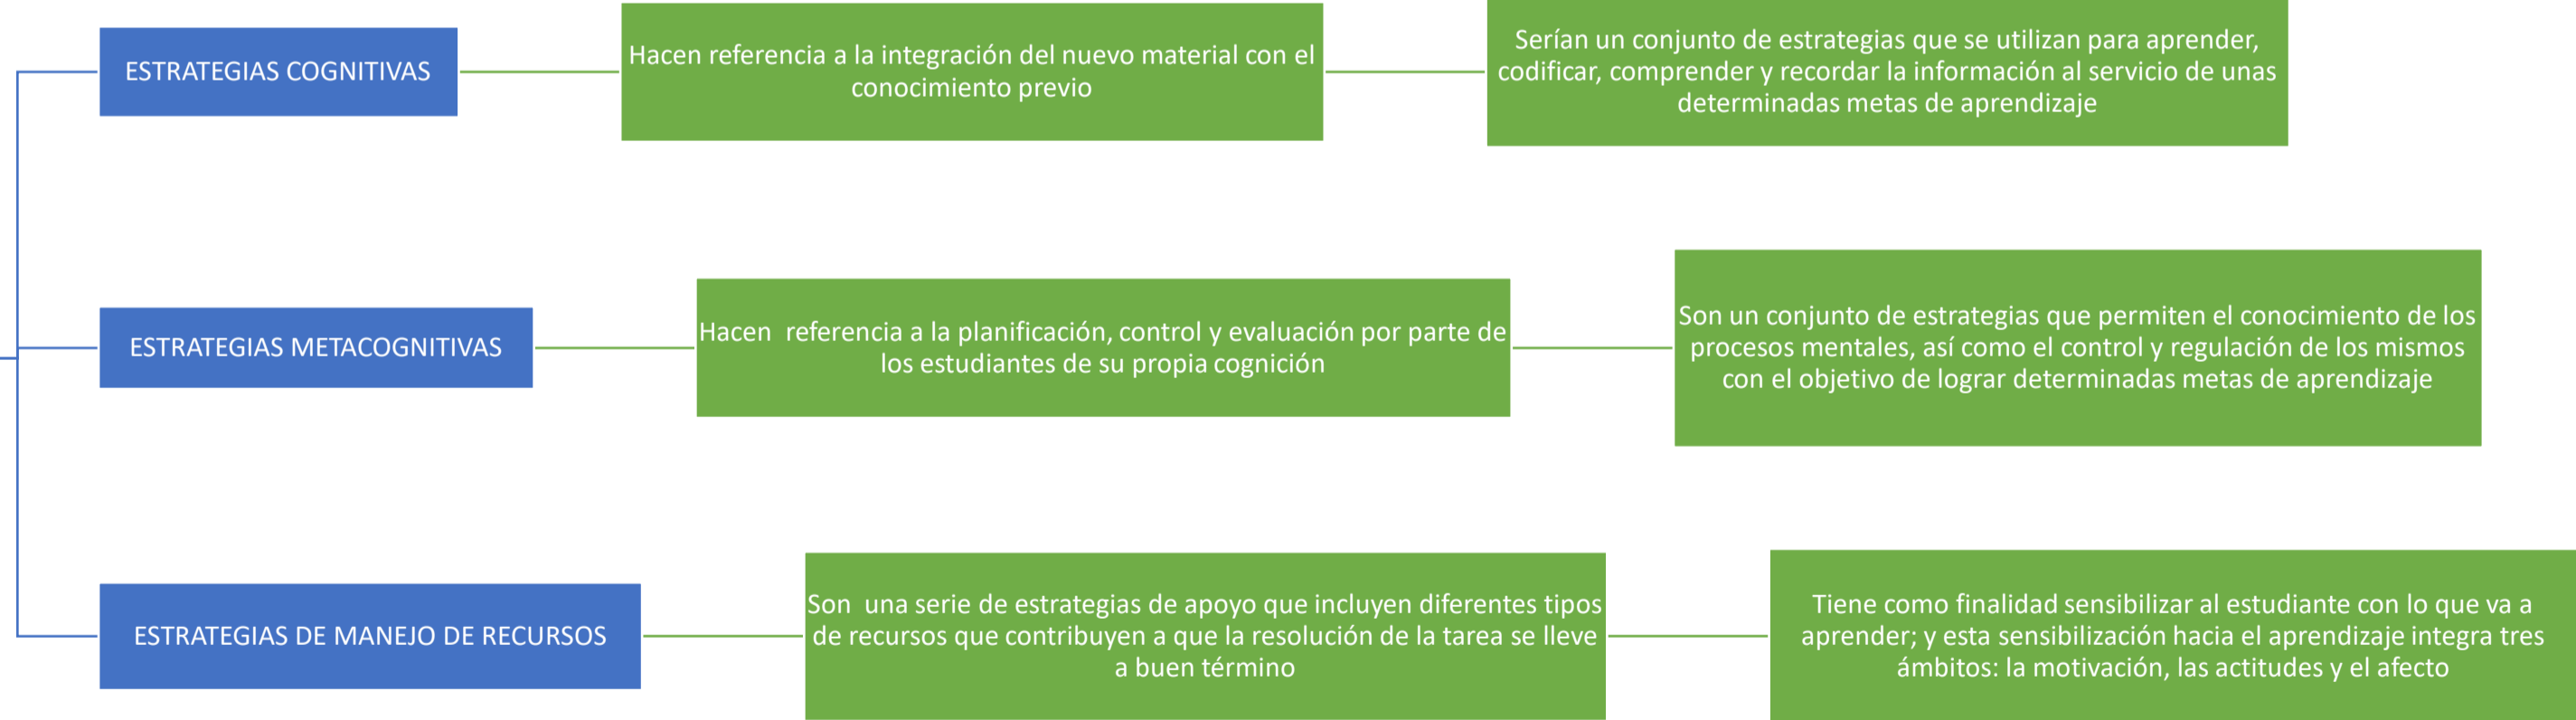 ESTRATEGIAS COGNITIVAS
Hacen referencia a la integración del nuevo material con el
conocimiento previo
Serían un conjunto de estrategias que se utilizan para aprender,
codificar, comprender y recordar la información al servicio de unas
determinadas metas de aprendizaje
ESTRATEGIAS METACOGNITIVAS
Hacen  referencia a la planificación, control y evaluación por parte de
los estudiantes de su propia cognición
Son un conjunto de estrategias que permiten el conocimiento de los
procesos mentales, así como el control y regulación de los mismos
con el objetivo de lograr determinadas metas de aprendizaje
ESTRATEGIAS DE MANEJO DE RECURSOS
Son  una serie de estrategias de apoyo que incluyen diferentes tipos
de recursos que contribuyen a que la resolución de la tarea se lleve
a buen término
Tiene como finalidad sensibilizar al estudiante con lo que va a
aprender; y esta sensibilización hacia el aprendizaje integra tres
ámbitos: la motivación, las actitudes y el afecto